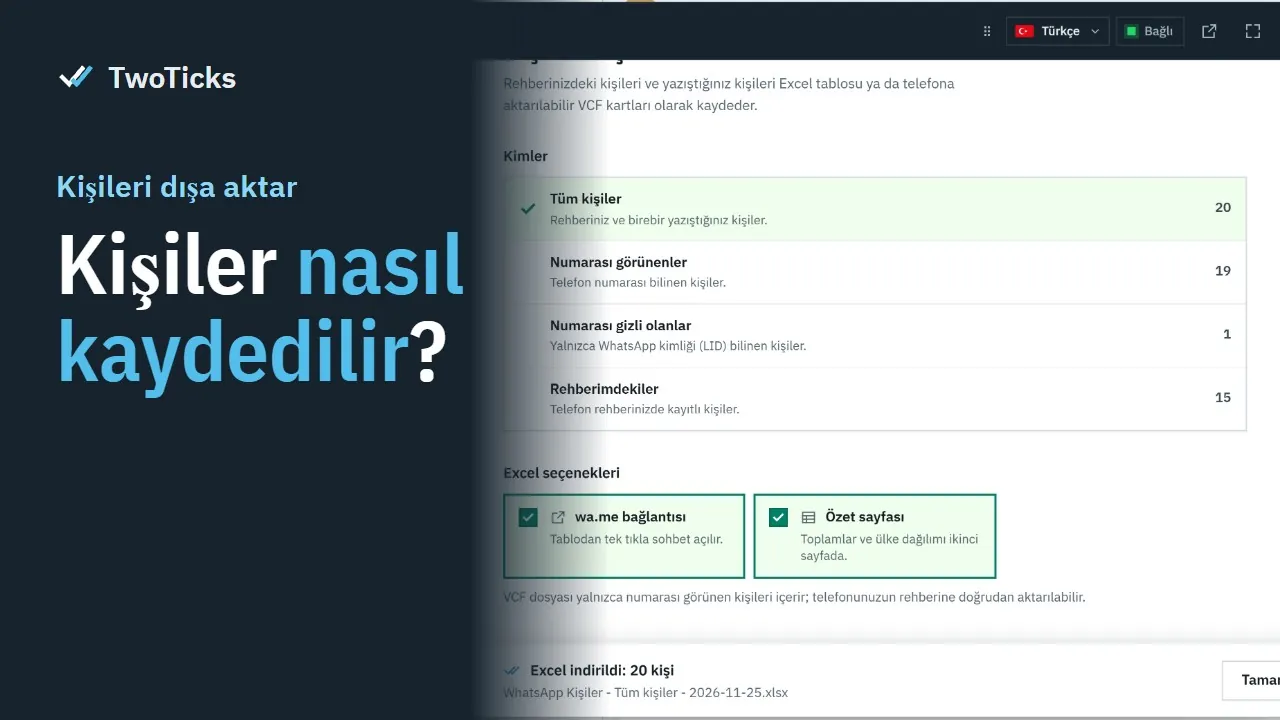 Türkçe
Bağlı
TwoTicks
Kişileri dışa aktar
Kişiler nasıl
kaydedilir?
Rehberinizdeki kişileri ve yazıştığınız kişileri Excel tablosu ya da telefona
aktarılabilir VCF kartları olarak kaydeder.
Kimler
Tüm kişiler
Rehberiniz ve birebir yazıştığınız kişiler.
20
Numarası görünenler
Telefon numarası bilinen kişiler.
19
Numarası gizli olanlar
Yalnızca WhatsApp kimliği (LID) bilinen kişiler.
1
Rehberimdekiler
Telefon rehberinizde kayıtlı kişiler.
15
Excel seçenekleri
wa.me bağlantısı
Tablodan tek tıkla sohbet açılır.
Özet sayfası
Toplamlar ve ülke dağılımı ikinci
sayfada.
VCF dosyası yalnızca numarası görünen kişileri içerir; telefonunuzun rehberine doğrudan aktarılabilir.
Excel indirildi: 20 kişi
WhatsApp Kişiler - Tüm kişiler - 2026-11-25.xlsx